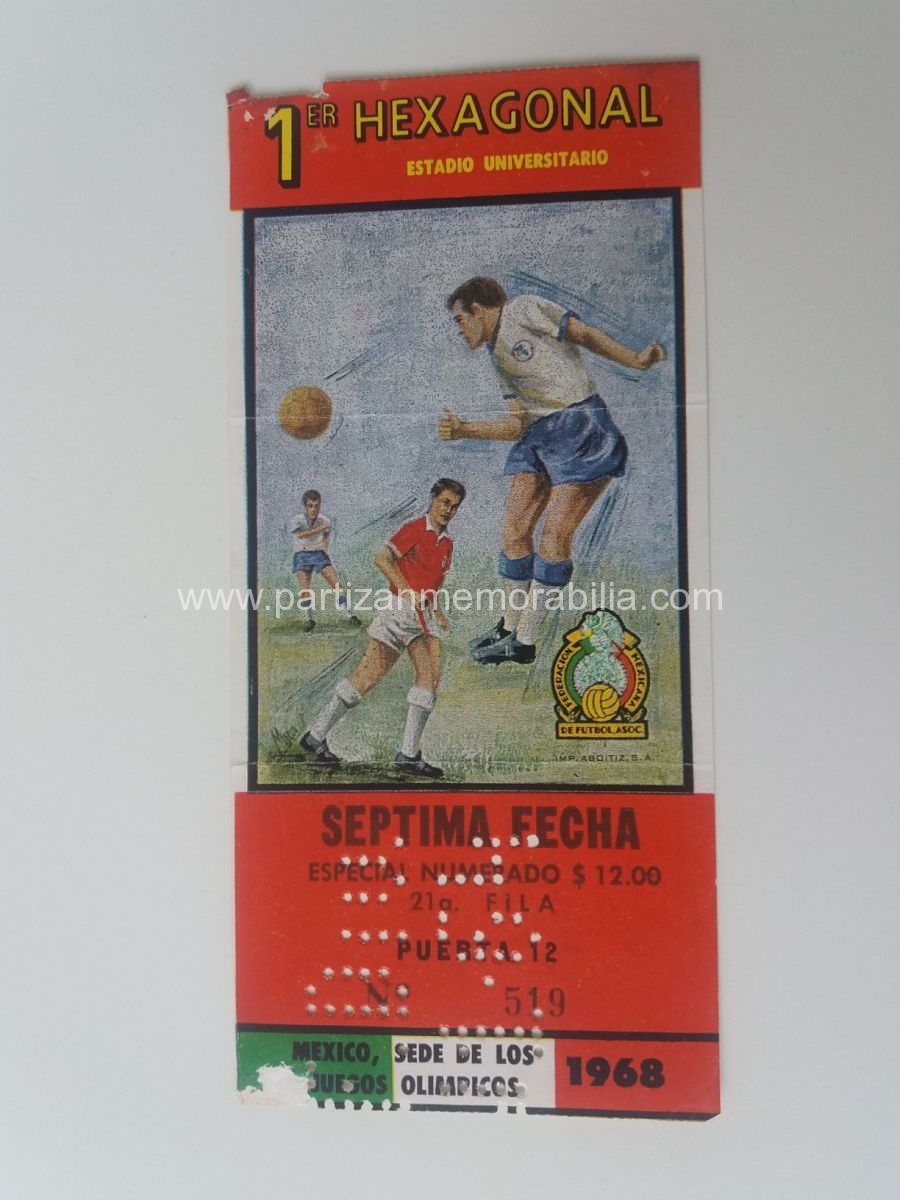 1ER HEXAGONAL
ESTADIO UNIVERSITARIO
www.partizanmemorabilia.com
FEDERACION MEXICANA
DE FUTBOL, ASOC.
IMP. ABOITIZ, S.A.
SEPTIMA FECHA
ESPECIAL NUMERADO $ 12.00
21a. FILA
PUERTA 12
Nº 519
MEXICO, SEDE DE LOS
JUEGOS OLIMPICOS
1968